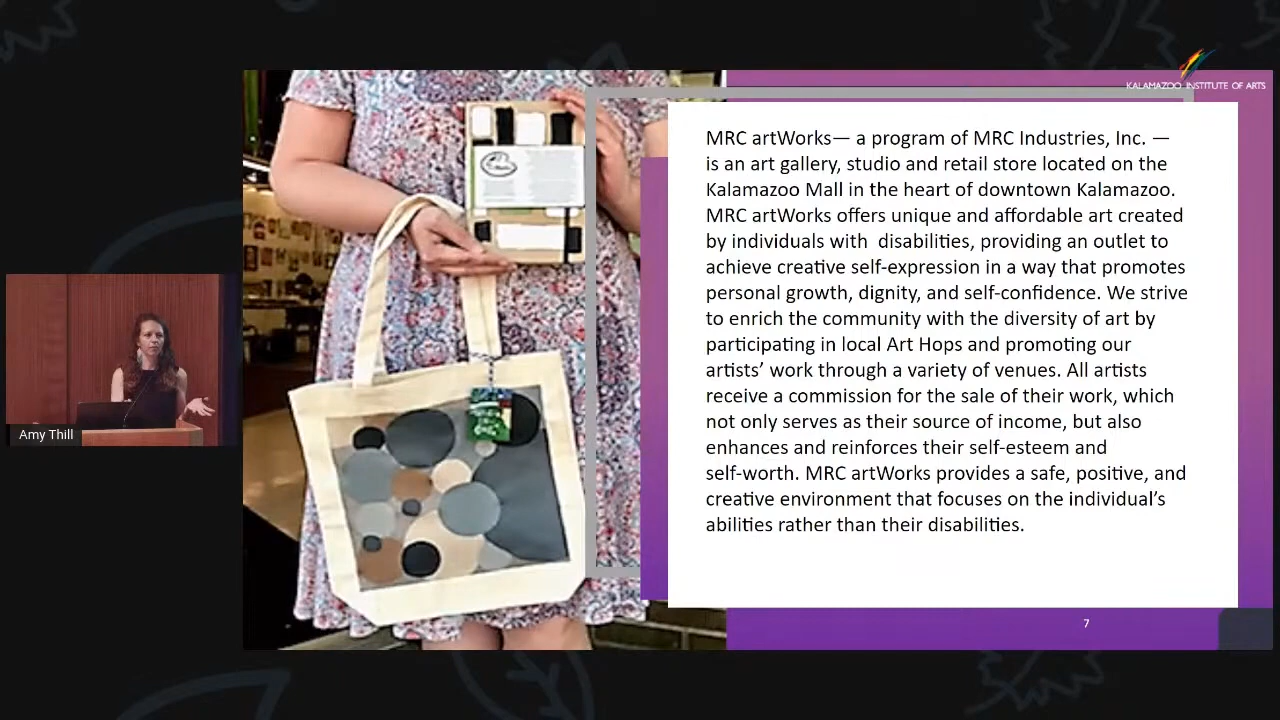 KALAMAZOO INSTITUTE OF ARTS
MRC artWorks— a program of MRC Industries, Inc. —
is an art gallery, studio and retail store located on the
Kalamazoo Mall in the heart of downtown Kalamazoo.
MRC artWorks offers unique and affordable art created
by individuals with  disabilities, providing an outlet to
achieve creative self-expression in a way that promotes
personal growth, dignity, and self-confidence. We strive
to enrich the community with the diversity of art by
participating in local Art Hops and promoting our
artists’ work through a variety of venues. All artists
receive a commission for the sale of their work, which
not only serves as their source of income, but also
enhances and reinforces their self-esteem and
self-worth. MRC artWorks provides a safe, positive, and
creative environment that focuses on the individual’s
abilities rather than their disabilities.
7
Amy Thill